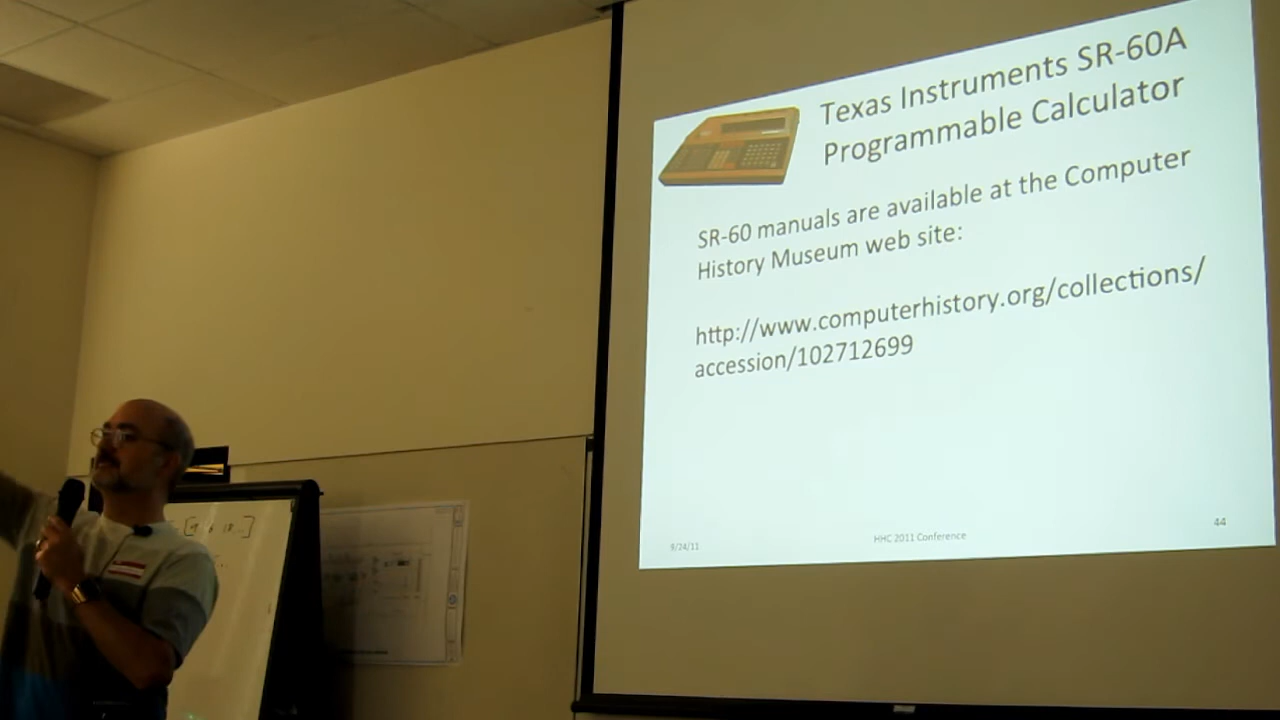 Texas Instruments SR-60A
Programmable Calculator
SR-60 manuals are available at the Computer
History Museum web site:
http://www.computerhistory.org/collections/
accession/102712699
9/24/11
HHC 2011 Conference
44